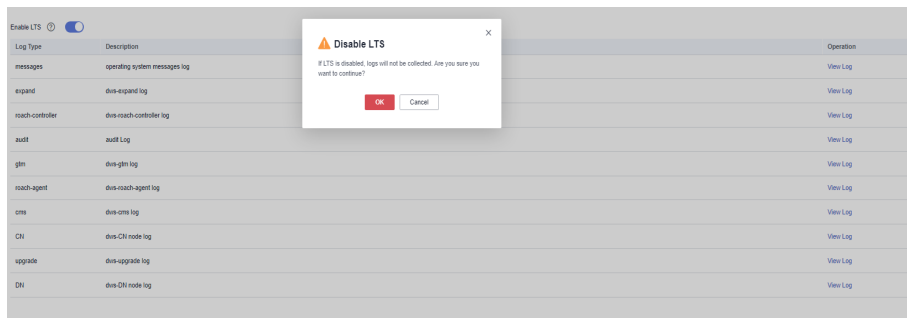 Enable LTS ?
Log Type Description Operation
messages operating system messages log View Log
expand dws-expand log View Log
roach-controller dws-roach-controller log View Log
audit audit Log View Log
gtm dws-gtm log View Log
roach-agent dws-roach-agent log View Log
cms dws-cms log View Log
CN dws-CN node log View Log
upgrade dws-upgrade log View Log
DN dws-DN node log View Log
Disable LTS
If LTS is disabled, logs will not be collected. Are you sure you
want to continue?
OK Cancel